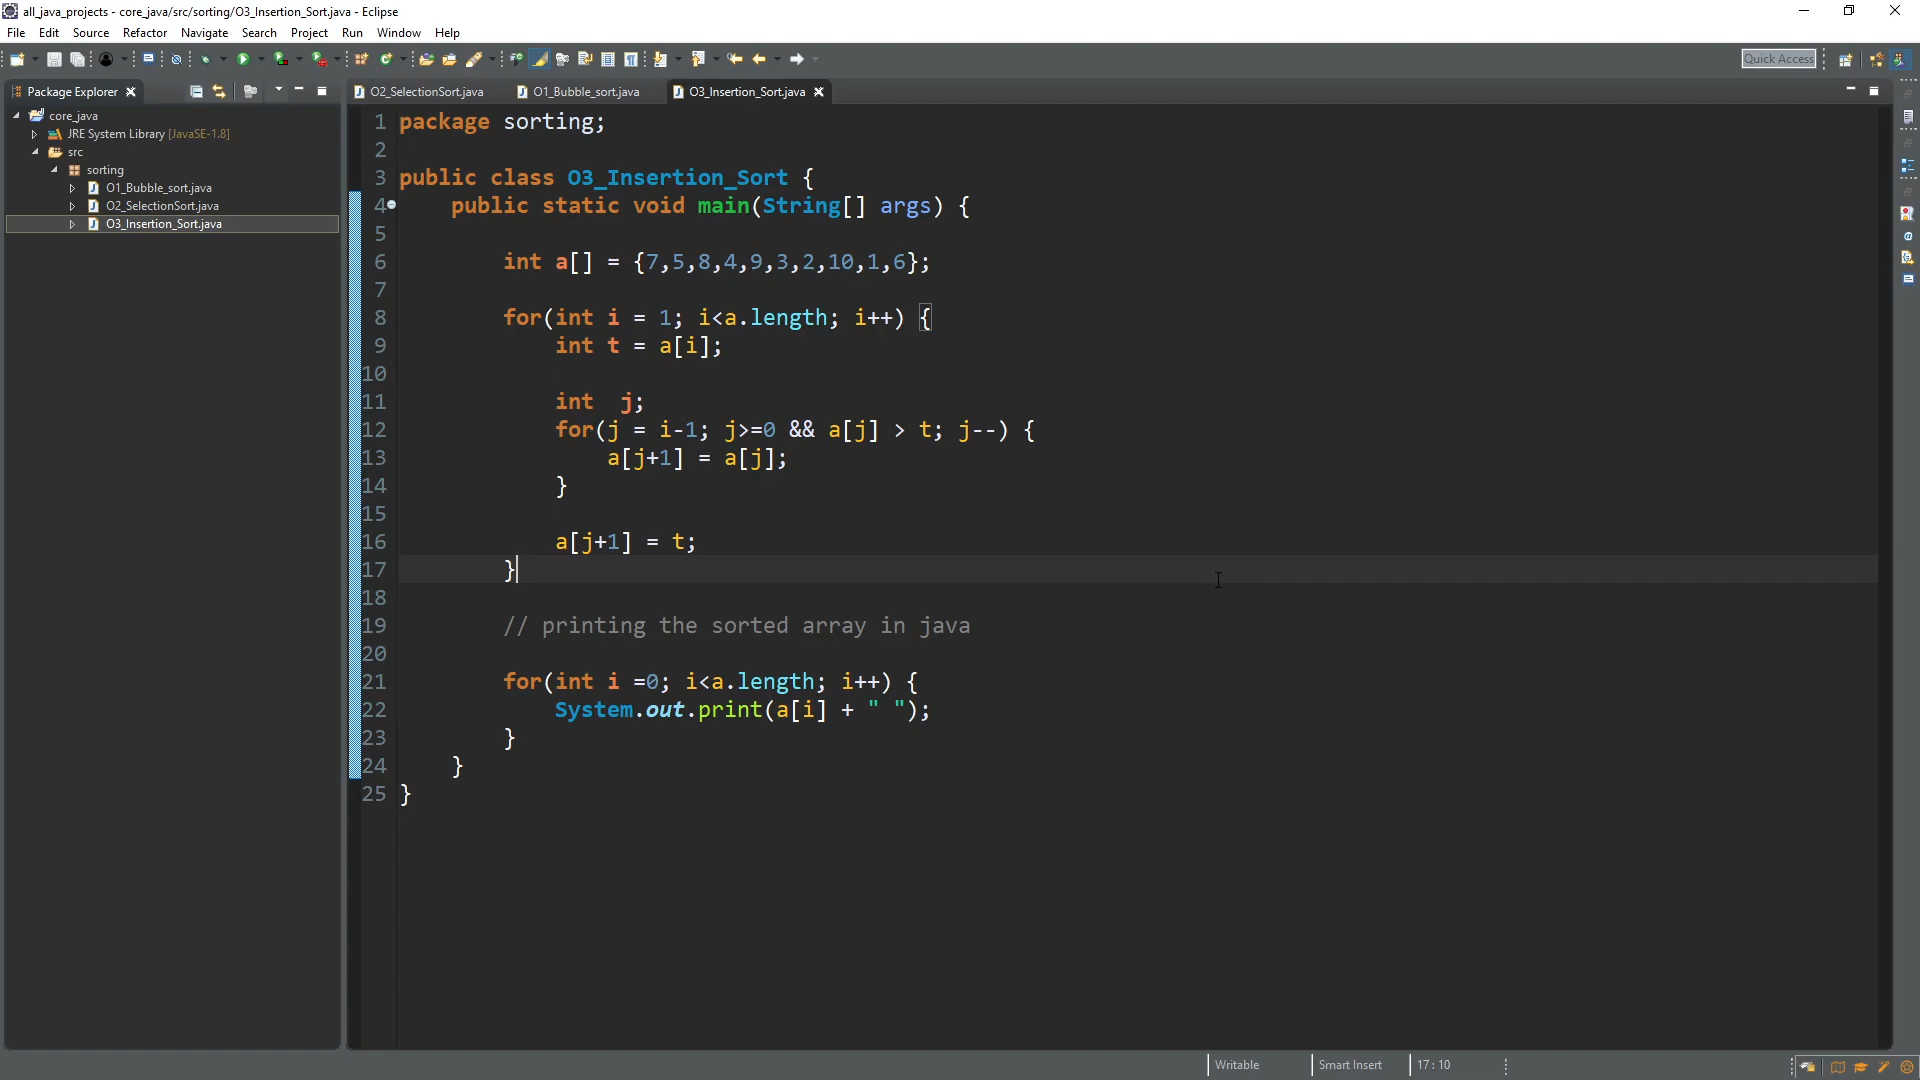 all_java_projects - core_java/src/sorting/O3_Insertion_Sort.java - Eclipse
File Edit Source Refactor Navigate Search Project Run Window Help
Quick Access
Package Explorer
O2_SelectionSort.java O1_Bubble_sort.java O3_Insertion_Sort.java
core_java
JRE System Library [JavaSE-1.8]
src
sorting
O1_Bubble_sort.java
O2_SelectionSort.java
O3_Insertion_Sort.java
1 package sorting;
2
3 public class O3_Insertion_Sort {
4     public static void main(String[] args) {
5
6         int a[] = {7,5,8,4,9,3,2,10,1,6};
7
8         for(int i = 1; i<a.length; i++) {
9             int t = a[i];
10
11             int  j;
12             for(j = i-1; j>=0 && a[j] > t; j--) {
13                 a[j+1] = a[j];
14             }
15
16             a[j+1] = t;
17         }
18
19         // printing the sorted array in java
20
21         for(int i =0; i<a.length; i++) {
22             System.out.print(a[i] + " ");
23         }
24     }
25 }
Writable Smart Insert 17 : 10